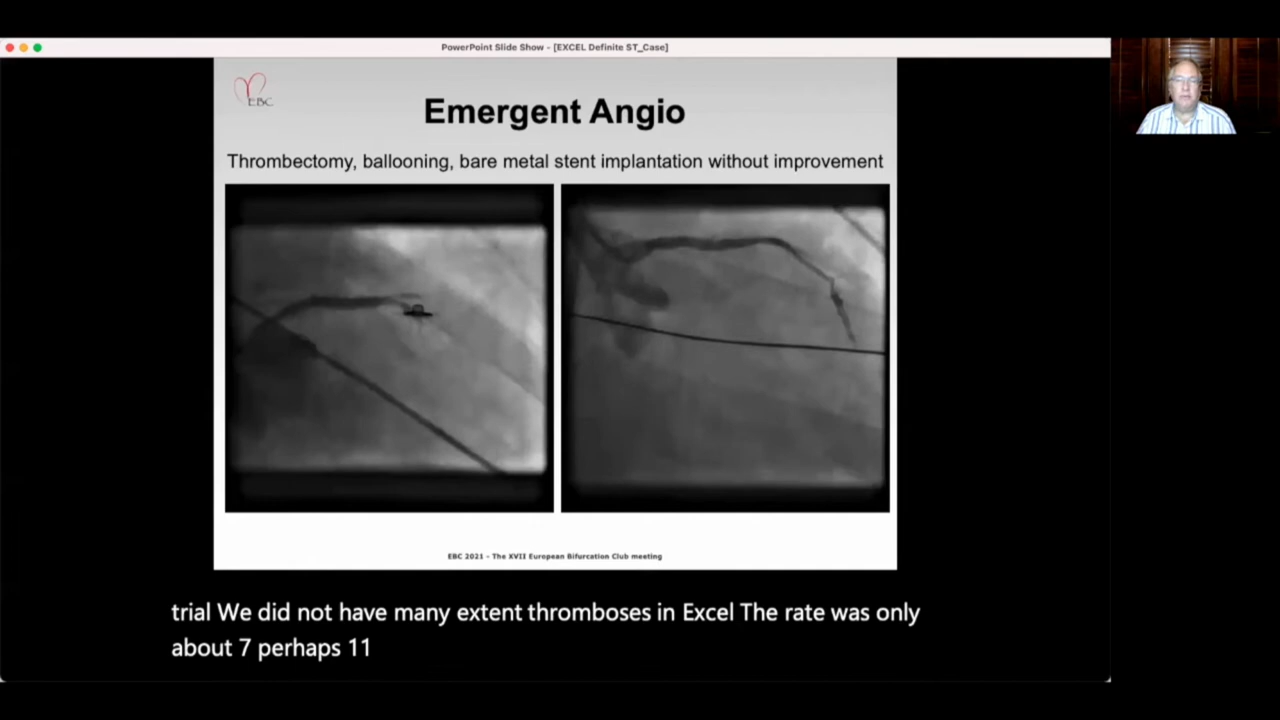 PowerPoint Slide Show - [EXCEL Definite ST_Case]
EBC
Emergent Angio
Thrombectomy, ballooning, bare metal stent implantation without improvement
EBC 2021 - The XVII European Bifurcation Club meeting
trial We did not have many extent thromboses in Excel The rate was only
about 7 perhaps 11